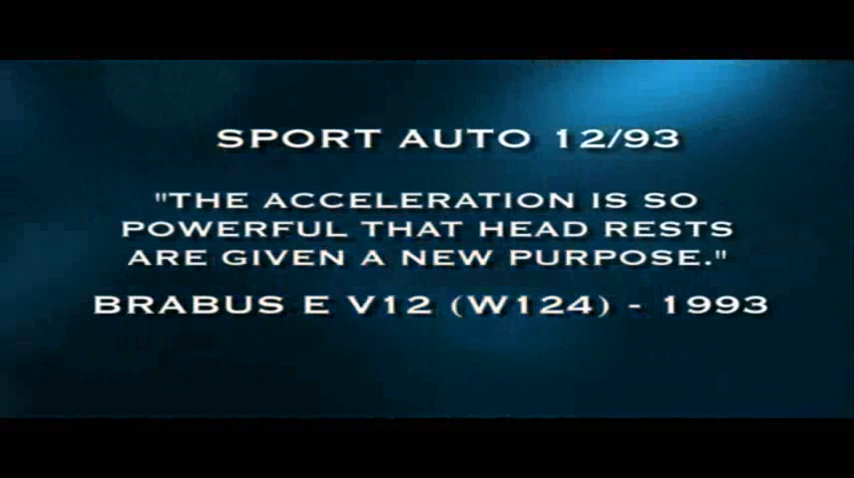 SPORT AUTO 12/93
"THE ACCELERATION IS SO
POWERFUL THAT HEAD RESTS
ARE GIVEN A NEW PURPOSE."
BRABUS E V12 (W124) - 1993